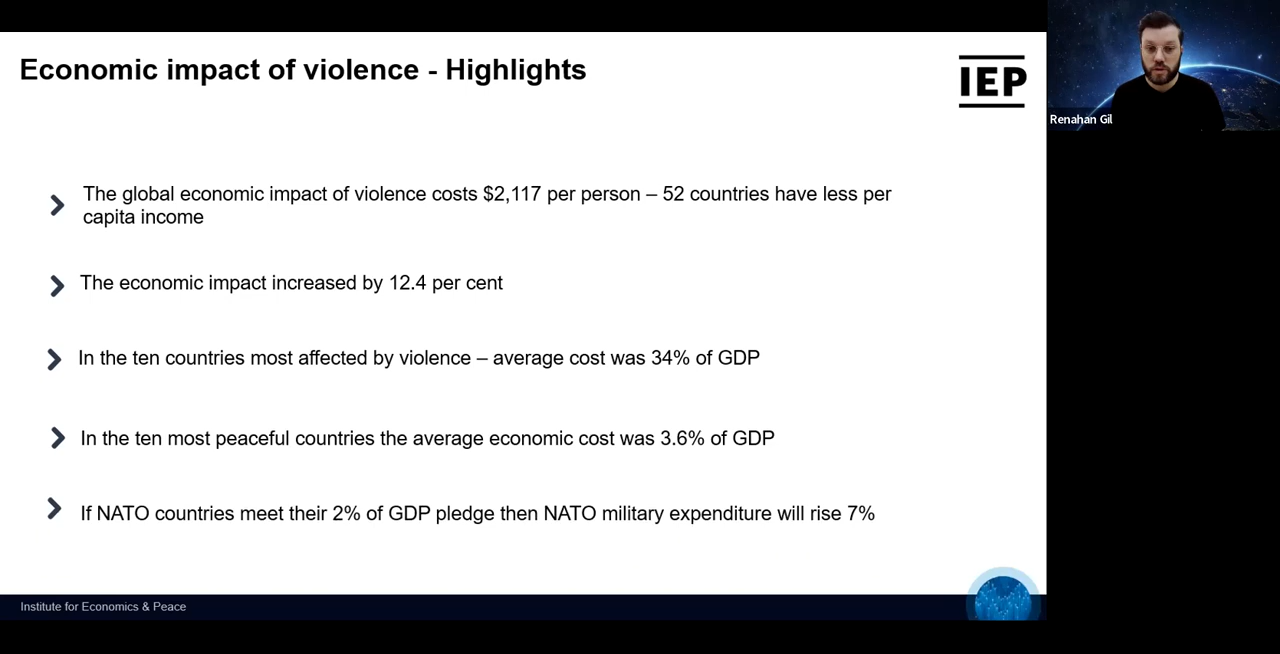 Economic impact of violence - Highlights
IEP
Renahan Gil
The global economic impact of violence costs $2,117 per person – 52 countries have less per
capita income
The economic impact increased by 12.4 per cent
In the ten countries most affected by violence – average cost was 34% of GDP
In the ten most peaceful countries the average economic cost was 3.6% of GDP
If NATO countries meet their 2% of GDP pledge then NATO military expenditure will rise 7%
Institute for Economics & Peace